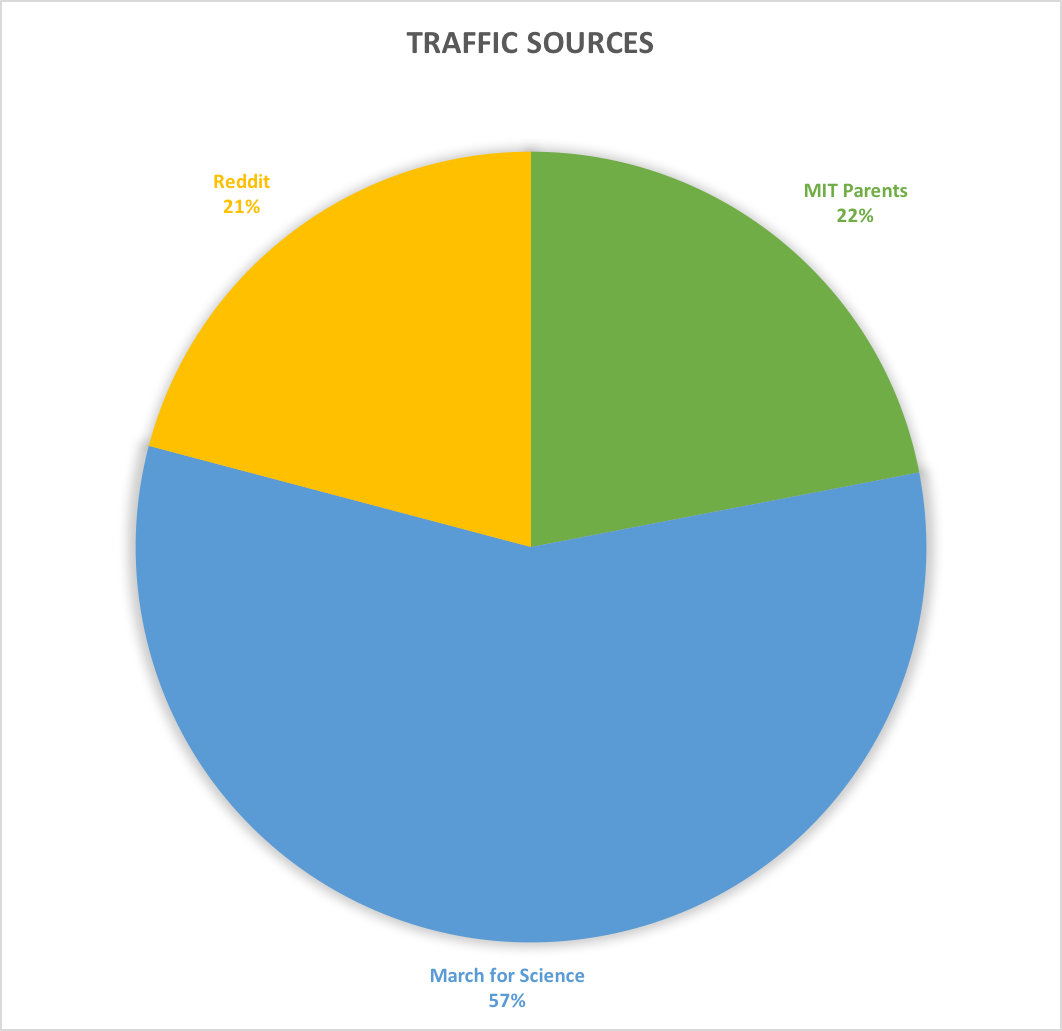 TRAFFIC SOURCES
Reddit
21%
MIT Parents
22%
March for Science
57%